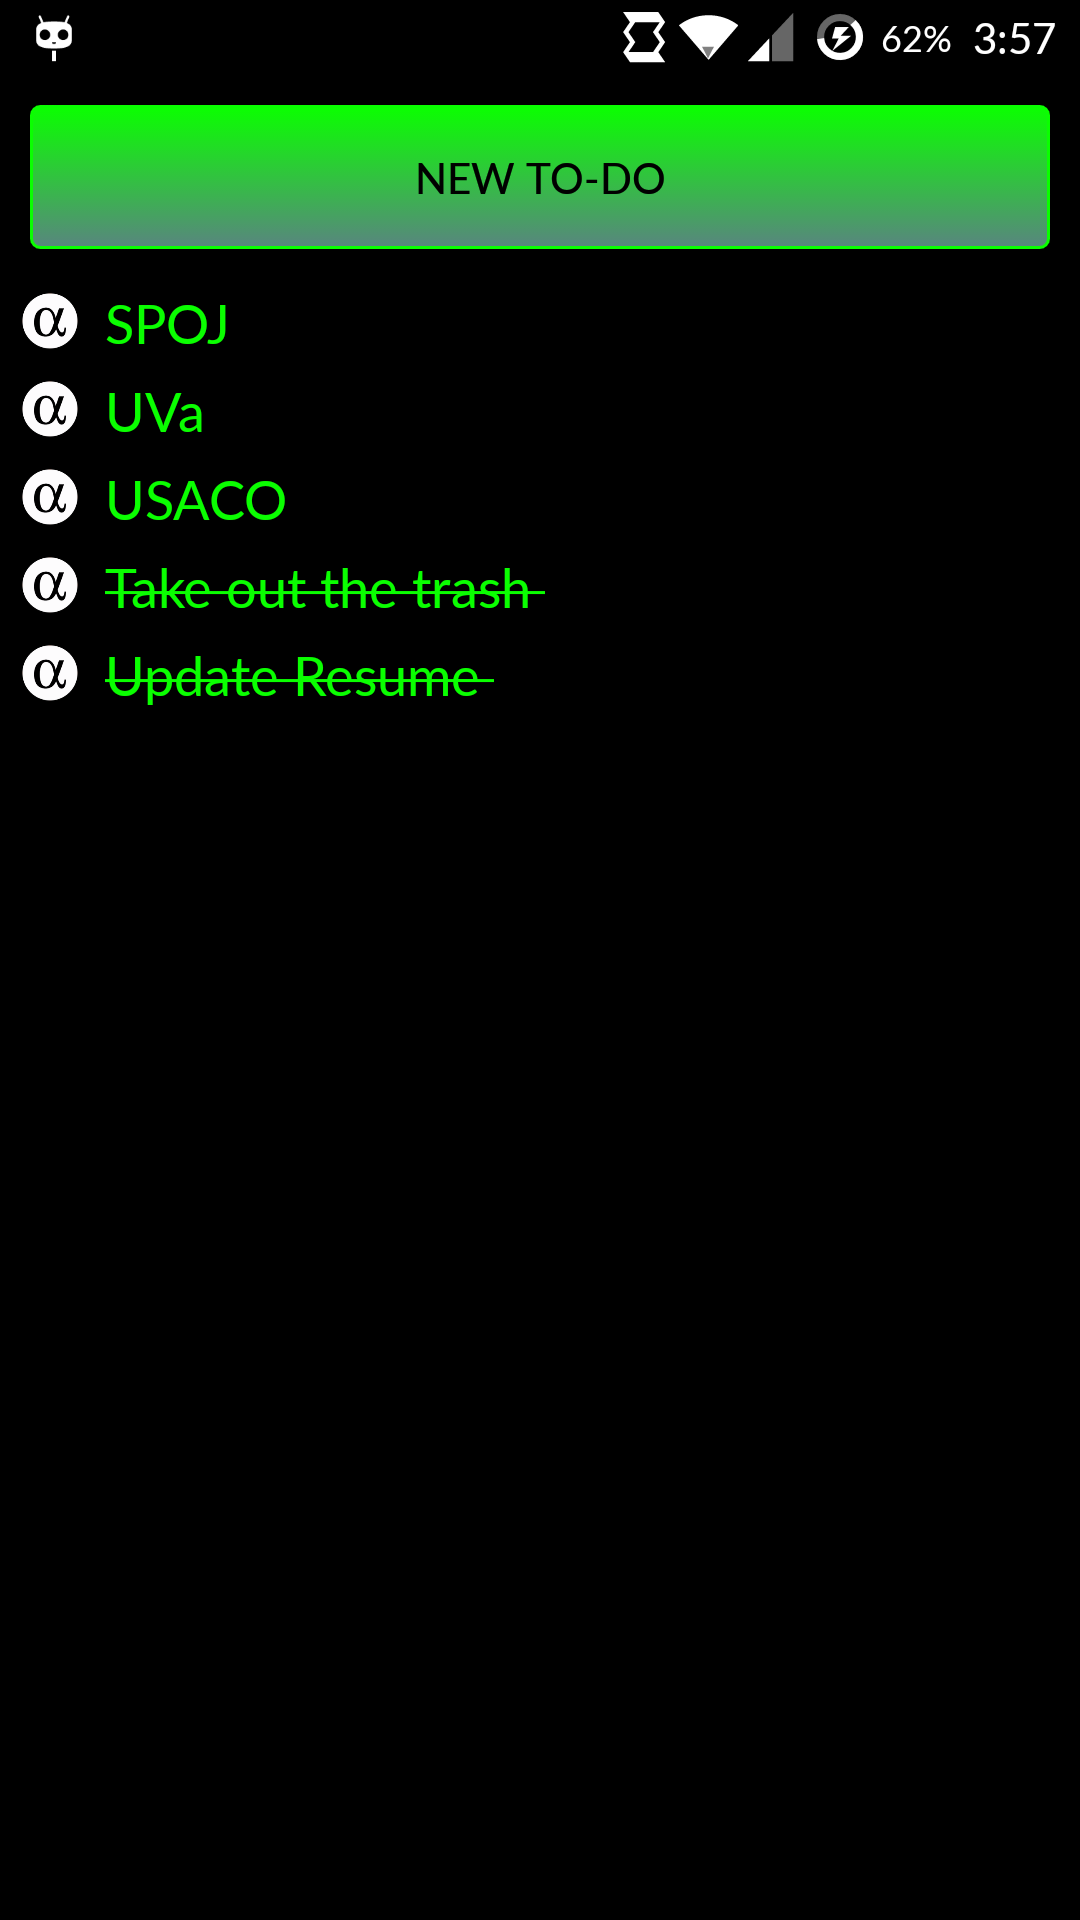 62% 3:57
NEW TO-DO
α SPOJ
α UVa
α USACO
α Take out the trash
α Update Resume